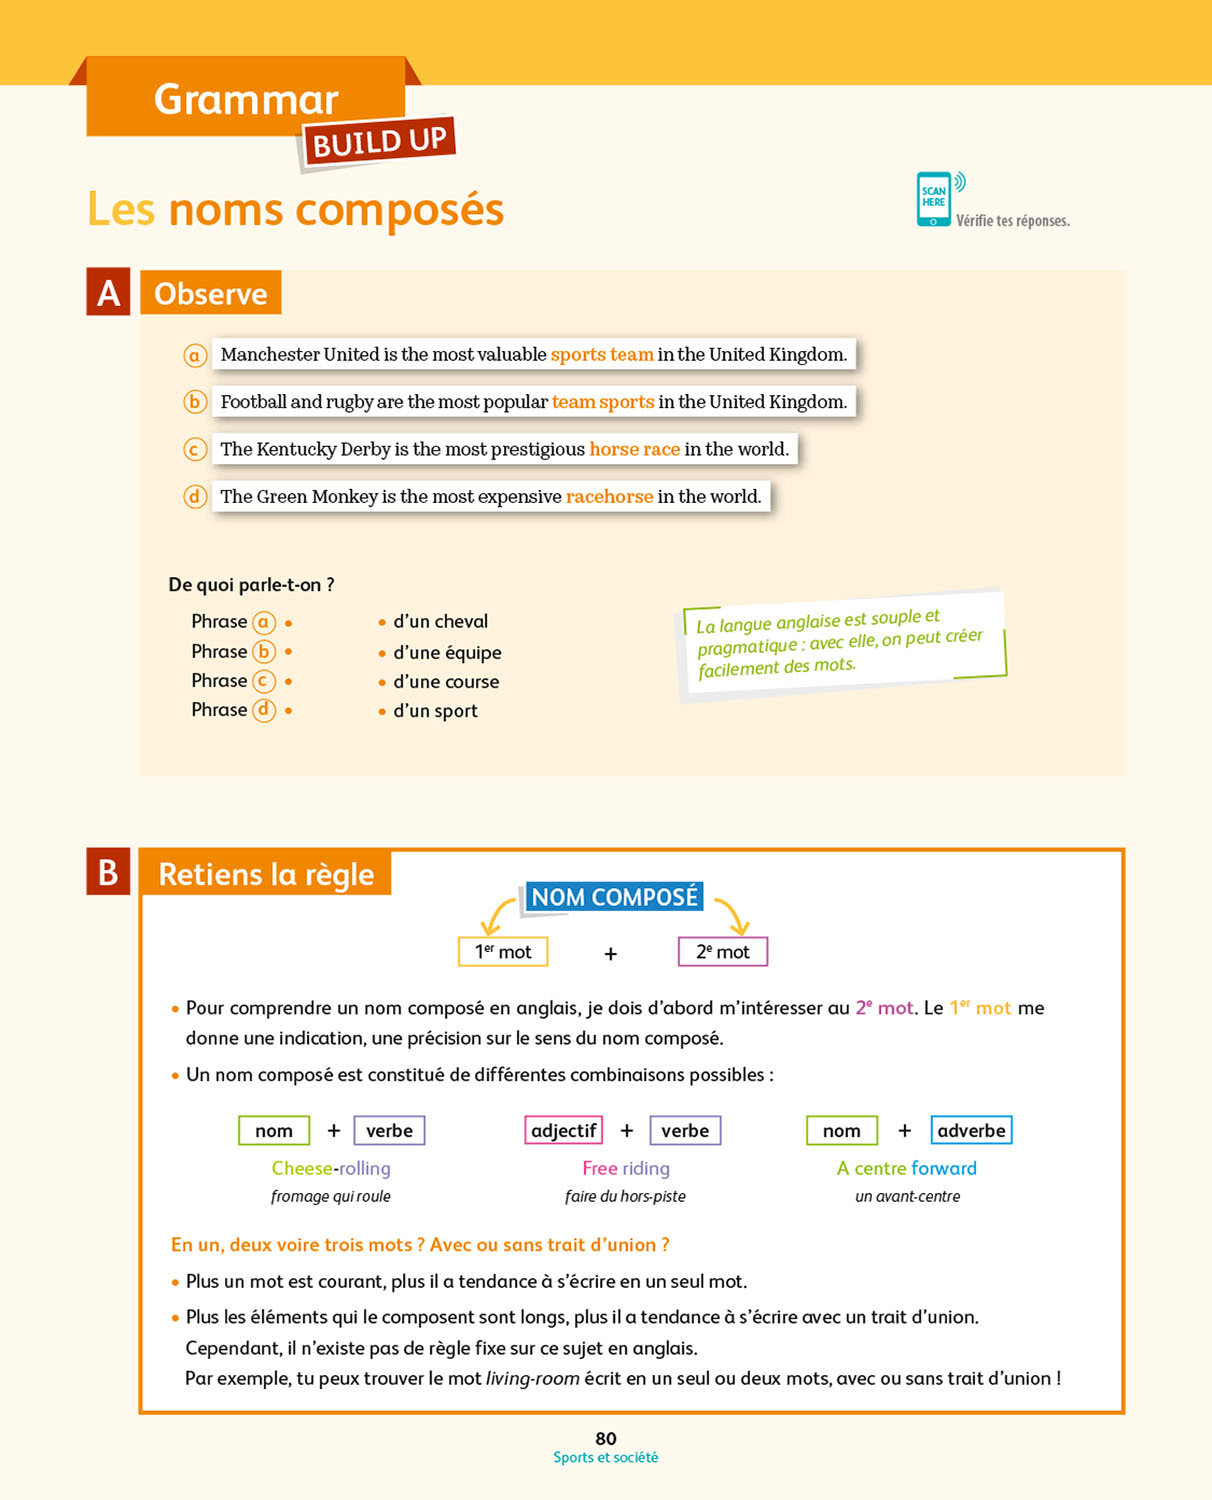 Grammar
BUILD UP
Les noms composés
SCAN
HERE
Vérifie tes réponses.
A Observe
a Manchester United is the most valuable sports team in the United Kingdom.
b Football and rugby are the most popular team sports in the United Kingdom.
c The Kentucky Derby is the most prestigious horse race in the world.
d The Green Monkey is the most expensive racehorse in the world.
De quoi parle-t-on ?
Phrase a • • d'un cheval
Phrase b • • d'une équipe
Phrase c • • d'une course
Phrase d • • d'un sport
La langue anglaise est souple et
pragmatique : avec elle, on peut créer
facilement des mots.
B Retiens la règle
NOM COMPOSÉ
1er mot + 2e mot
• Pour comprendre un nom composé en anglais, je dois d'abord m'intéresser au 2e mot. Le 1er mot me
donne une indication, une précision sur le sens du nom composé.
• Un nom composé est constitué de différentes combinaisons possibles :
nom + verbe adjectif + verbe nom + adverbe
Cheese-rolling Free riding A centre forward
fromage qui roule faire du hors-piste un avant-centre
En un, deux voire trois mots ? Avec ou sans trait d'union ?
• Plus un mot est courant, plus il a tendance à s'écrire en un seul mot.
• Plus les éléments qui le composent sont longs, plus il a tendance à s'écrire avec un trait d'union.
Cependant, il n'existe pas de règle fixe sur ce sujet en anglais.
Par exemple, tu peux trouver le mot living-room écrit en un seul ou deux mots, avec ou sans trait d'union !
80
Sports et société